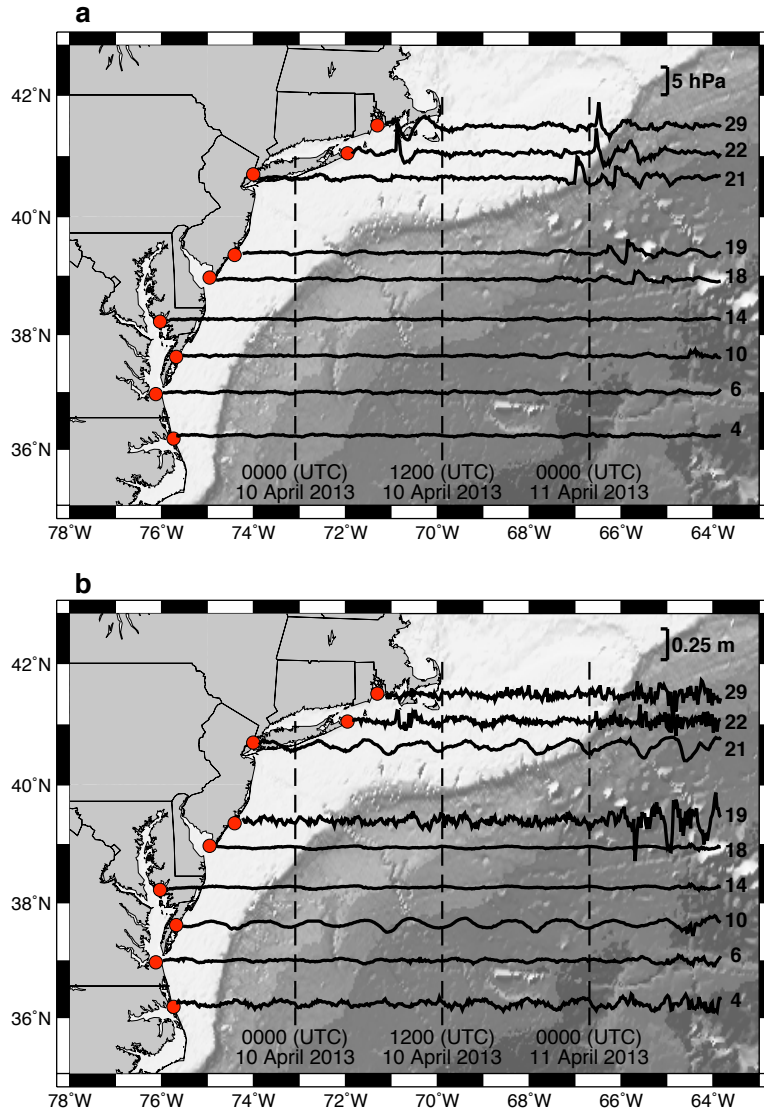 a
42˚N
40˚N
38˚N
36˚N
5 hPa
29
22
21
19
18
14
10
6
4
0000 (UTC)
10 April 2013
1200 (UTC)
10 April 2013
0000 (UTC)
11 April 2013
78˚W 76˚W 74˚W 72˚W 70˚W 68˚W 66˚W 64˚W
b
42˚N
40˚N
38˚N
36˚N
0.25 m
29
22
21
19
18
14
10
6
4
0000 (UTC)
10 April 2013
1200 (UTC)
10 April 2013
0000 (UTC)
11 April 2013
78˚W 76˚W 74˚W 72˚W 70˚W 68˚W 66˚W 64˚W